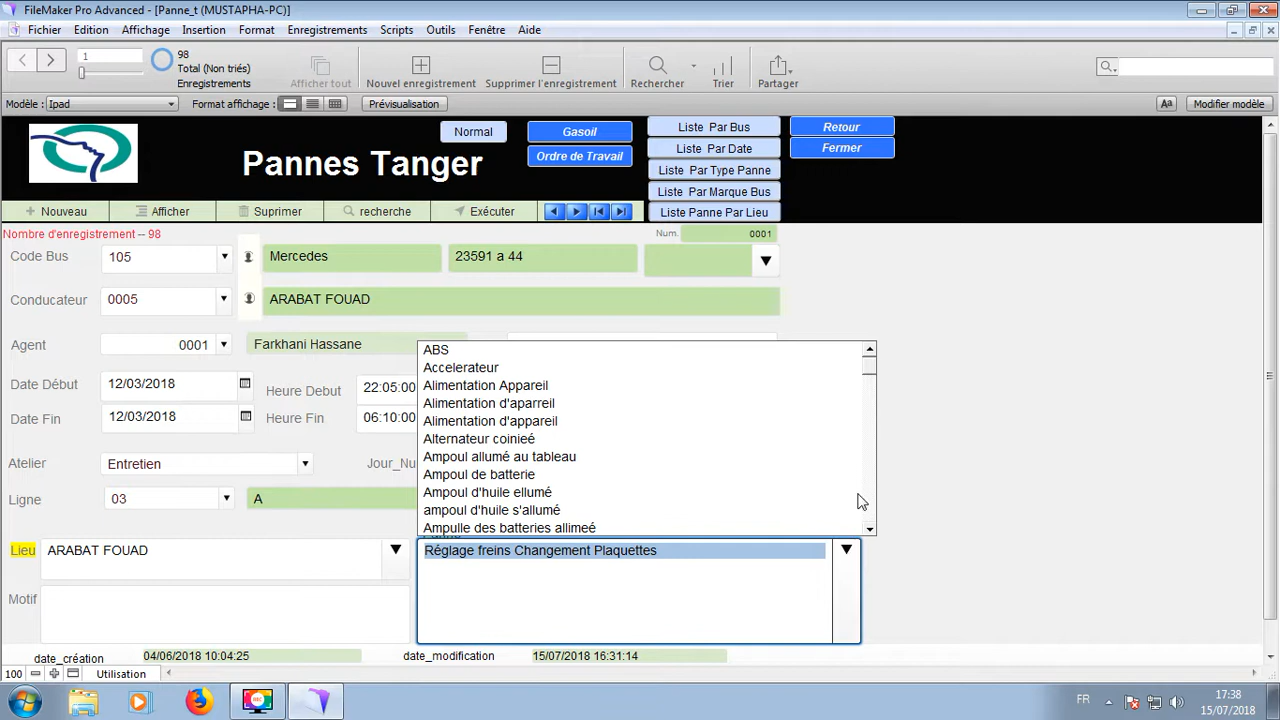 FileMaker Pro Advanced - [Panne_t (MUSTAPHA-PC)]
Fichier Edition Affichage Insertion Format Enregistrements Scripts Outils Fenêtre Aide
1
98
Total (Non triés)
Enregistrements
Afficher tout
Nouvel enregistrement
Supprimer l'enregistrement
Rechercher
Trier
Partager
Modèle : Ipad
Format affichage :
Prévisualisation
Aa
Modifier modèle
Pannes Tanger
Normal
Gasoil
Ordre de Travail
Liste Par Bus
Liste Par Date
Liste Par Type Panne
Liste Par Marque Bus
Liste Panne Par Lieu
Retour
Fermer
Nouveau
Afficher
Suprimer
recherche
Exécuter
Nombre d'enregistrement -- 98
Num. 0001
Code Bus 105 Mercedes 23591 a 44
Conducateur 0005 ARABAT FOUAD
Agent 0001 Farkhani Hassane
Date Début 12/03/2018 Heure Debut 22:05:00
Date Fin 12/03/2018 Heure Fin 06:10:00
Atelier Entretien
Ligne 03 A
ABS
Accelerateur
Alimentation Appareil
Alimentation d'aparreil
Alimentation d'appareil
Alternateur coinieé
Ampoul allumé au tableau
Ampoul de batterie
Ampoul d'huile ellumé
ampoul d'huile s'allumé
Ampulle des batteries allimeé
Lieu ARABAT FOUAD
Réglage freins Changement Plaquettes
Motif
date_création 04/06/2018 10:04:25 date_modification 15/07/2018 16:31:14
100 Utilisation
FR
17:38
15/07/2018